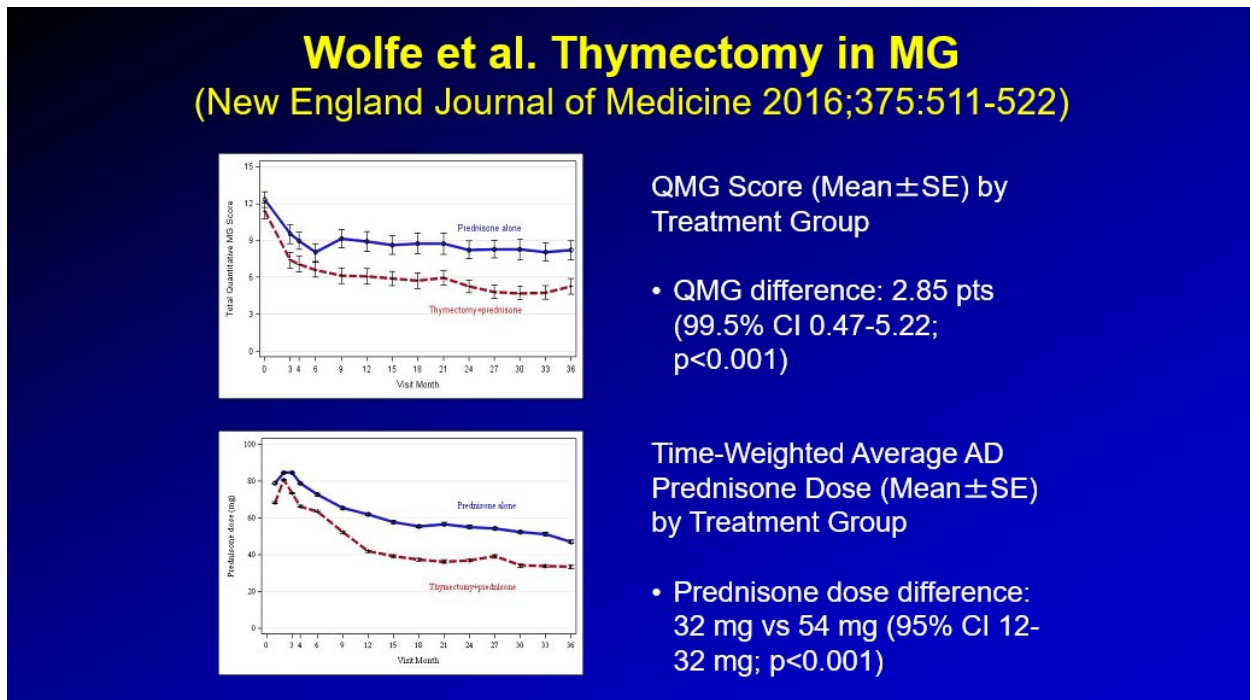 Wolfe et al. Thymectomy in MG
(New England Journal of Medicine 2016;375:511-522)
15
12
9
6
3
0
Total Quantitative MG Score
Prednisone alone
Thymectomy+prednisone
0 3 4 6 9 12 15 18 21 24 27 30 33 36
Visit Month
QMG Score (Mean±SE) by
Treatment Group
• QMG difference: 2.85 pts
(99.5% CI 0.47-5.22;
p<0.001)
100
80
60
40
20
0
Prednisone dose (mg)
Prednisone alone
Thymectomy+prednisone
0 3 4 6 9 12 15 18 21 24 27 30 33 36
Visit Month
Time-Weighted Average AD
Prednisone Dose (Mean±SE)
by Treatment Group
• Prednisone dose difference:
32 mg vs 54 mg (95% CI 12-
32 mg; p<0.001)